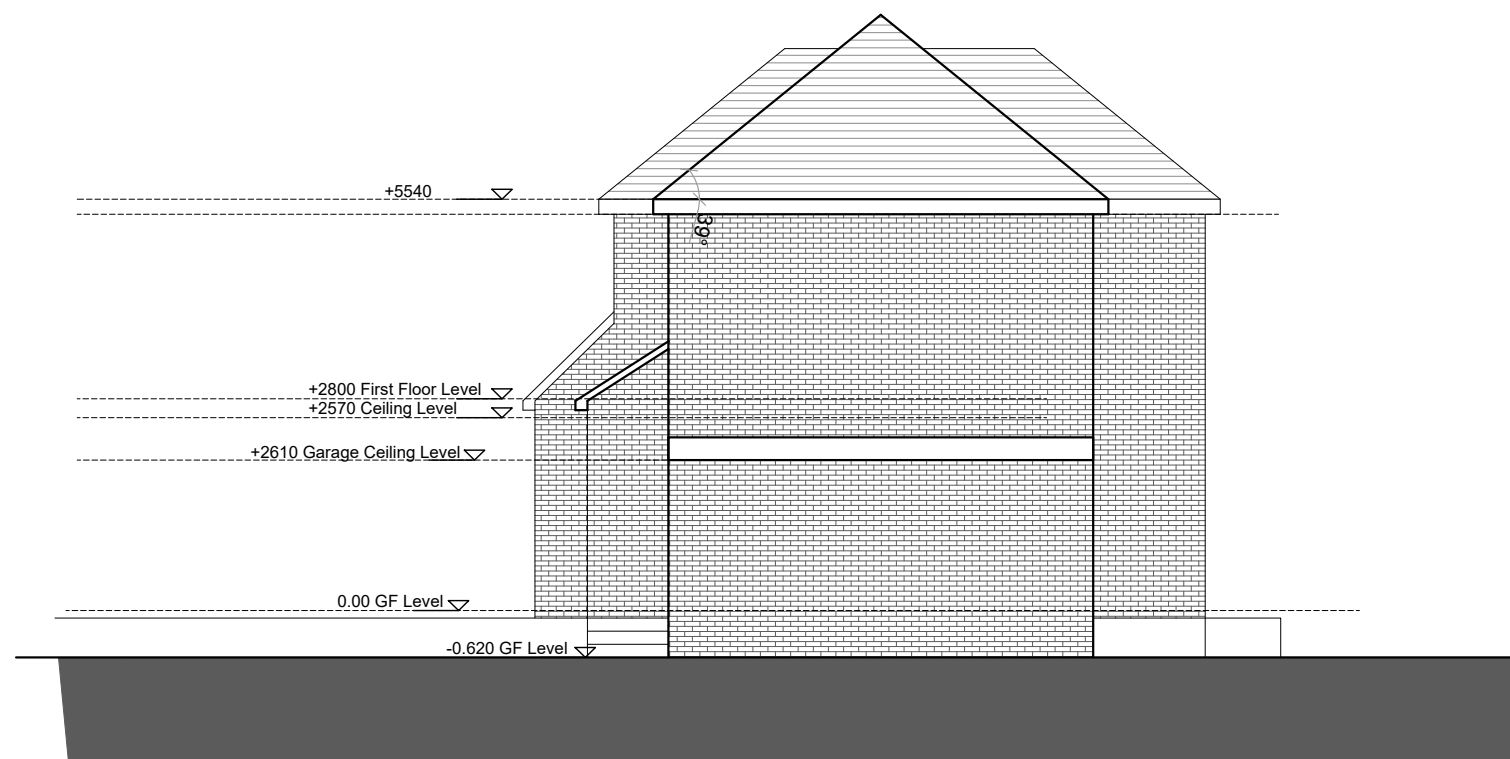 +5540
39°
+2800 First Floor Level
+2570 Ceiling Level
+2610 Garage Ceiling Level
0.00 GF Level
-0.620 GF Level